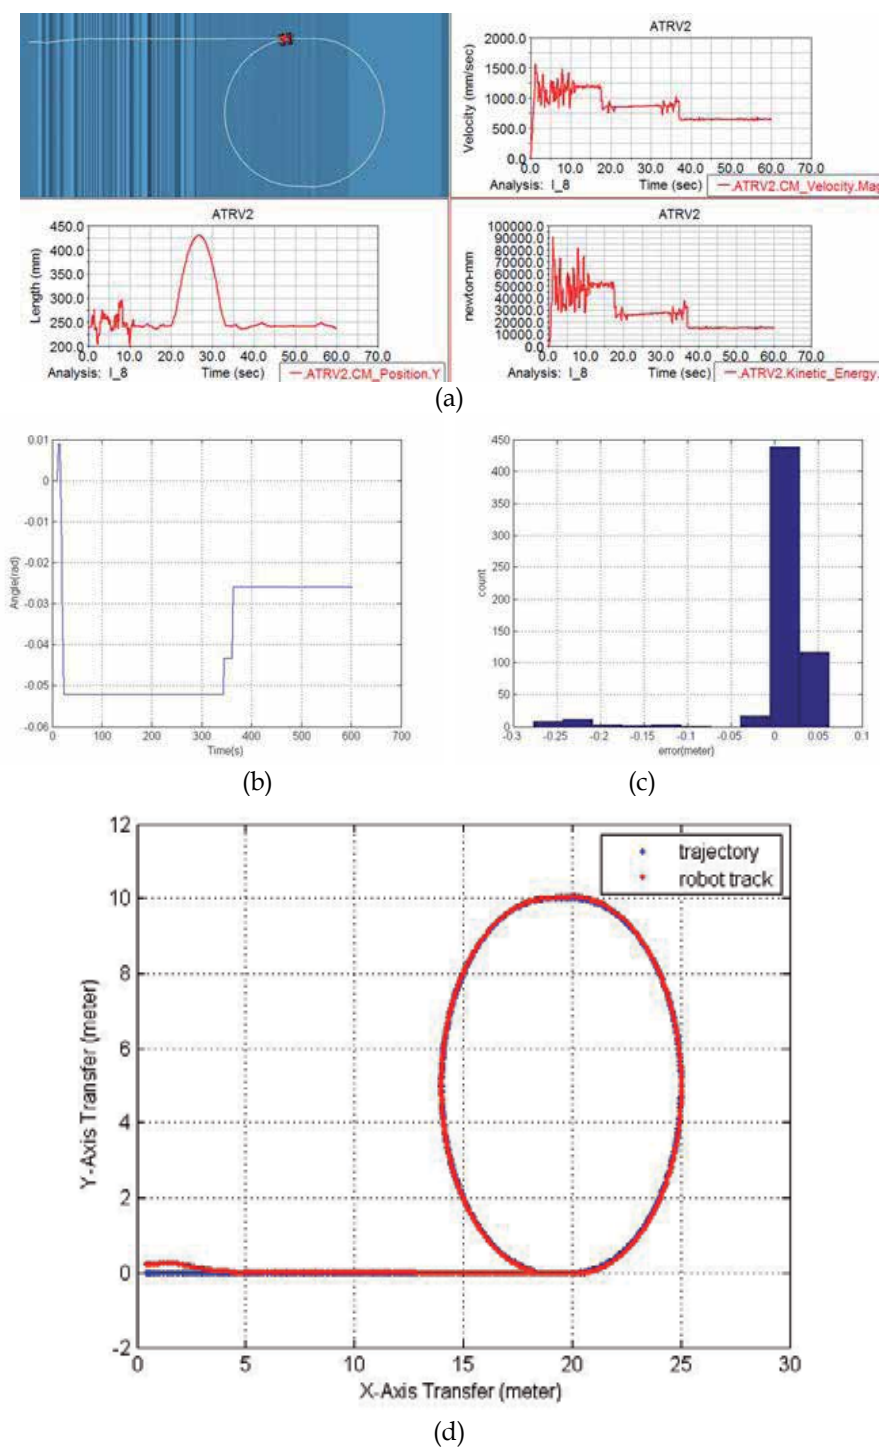 ATRV2
Velocity (mm/sec)
2000.0
1500.0
1000.0
500.0
0.0
0.0 10.0 20.0 30.0 40.0 50.0 60.0 70.0
Analysis: I_8 Time (sec) .ATRV2.CM_Velocity.Mag
ATRV2
Length (mm)
450.0
400.0
350.0
300.0
250.0
200.0
0.0 10.0 20.0 30.0 40.0 50.0 60.0 70.0
Analysis: I_8 Time (sec) .ATRV2.CM_Position.Y
ATRV2
newton-mm
100000.0
90000.0
80000.0
70000.0
60000.0
50000.0
40000.0
30000.0
20000.0
10000.0
0.0
0.0 10.0 20.0 30.0 40.0 50.0 60.0 70.0
Analysis: I_8 Time (sec) .ATRV2.Kinetic_Energy.
(a)
Angle(rad)
0.01
0
-0.01
-0.02
-0.03
-0.04
-0.05
-0.06
0 100 200 300 400 500 600 700
Time(s)
(b)
count
450
400
350
300
250
200
150
100
50
0
-0.3 -0.25 -0.2 -0.15 -0.1 -0.05 0 0.05 0.1
error(meter)
(c)
Y-Axis Transfer (meter)
12
10
8
6
4
2
0
-2
0 5 10 15 20 25 30
X-Axis Transfer (meter)
trajectory
robot track
(d)